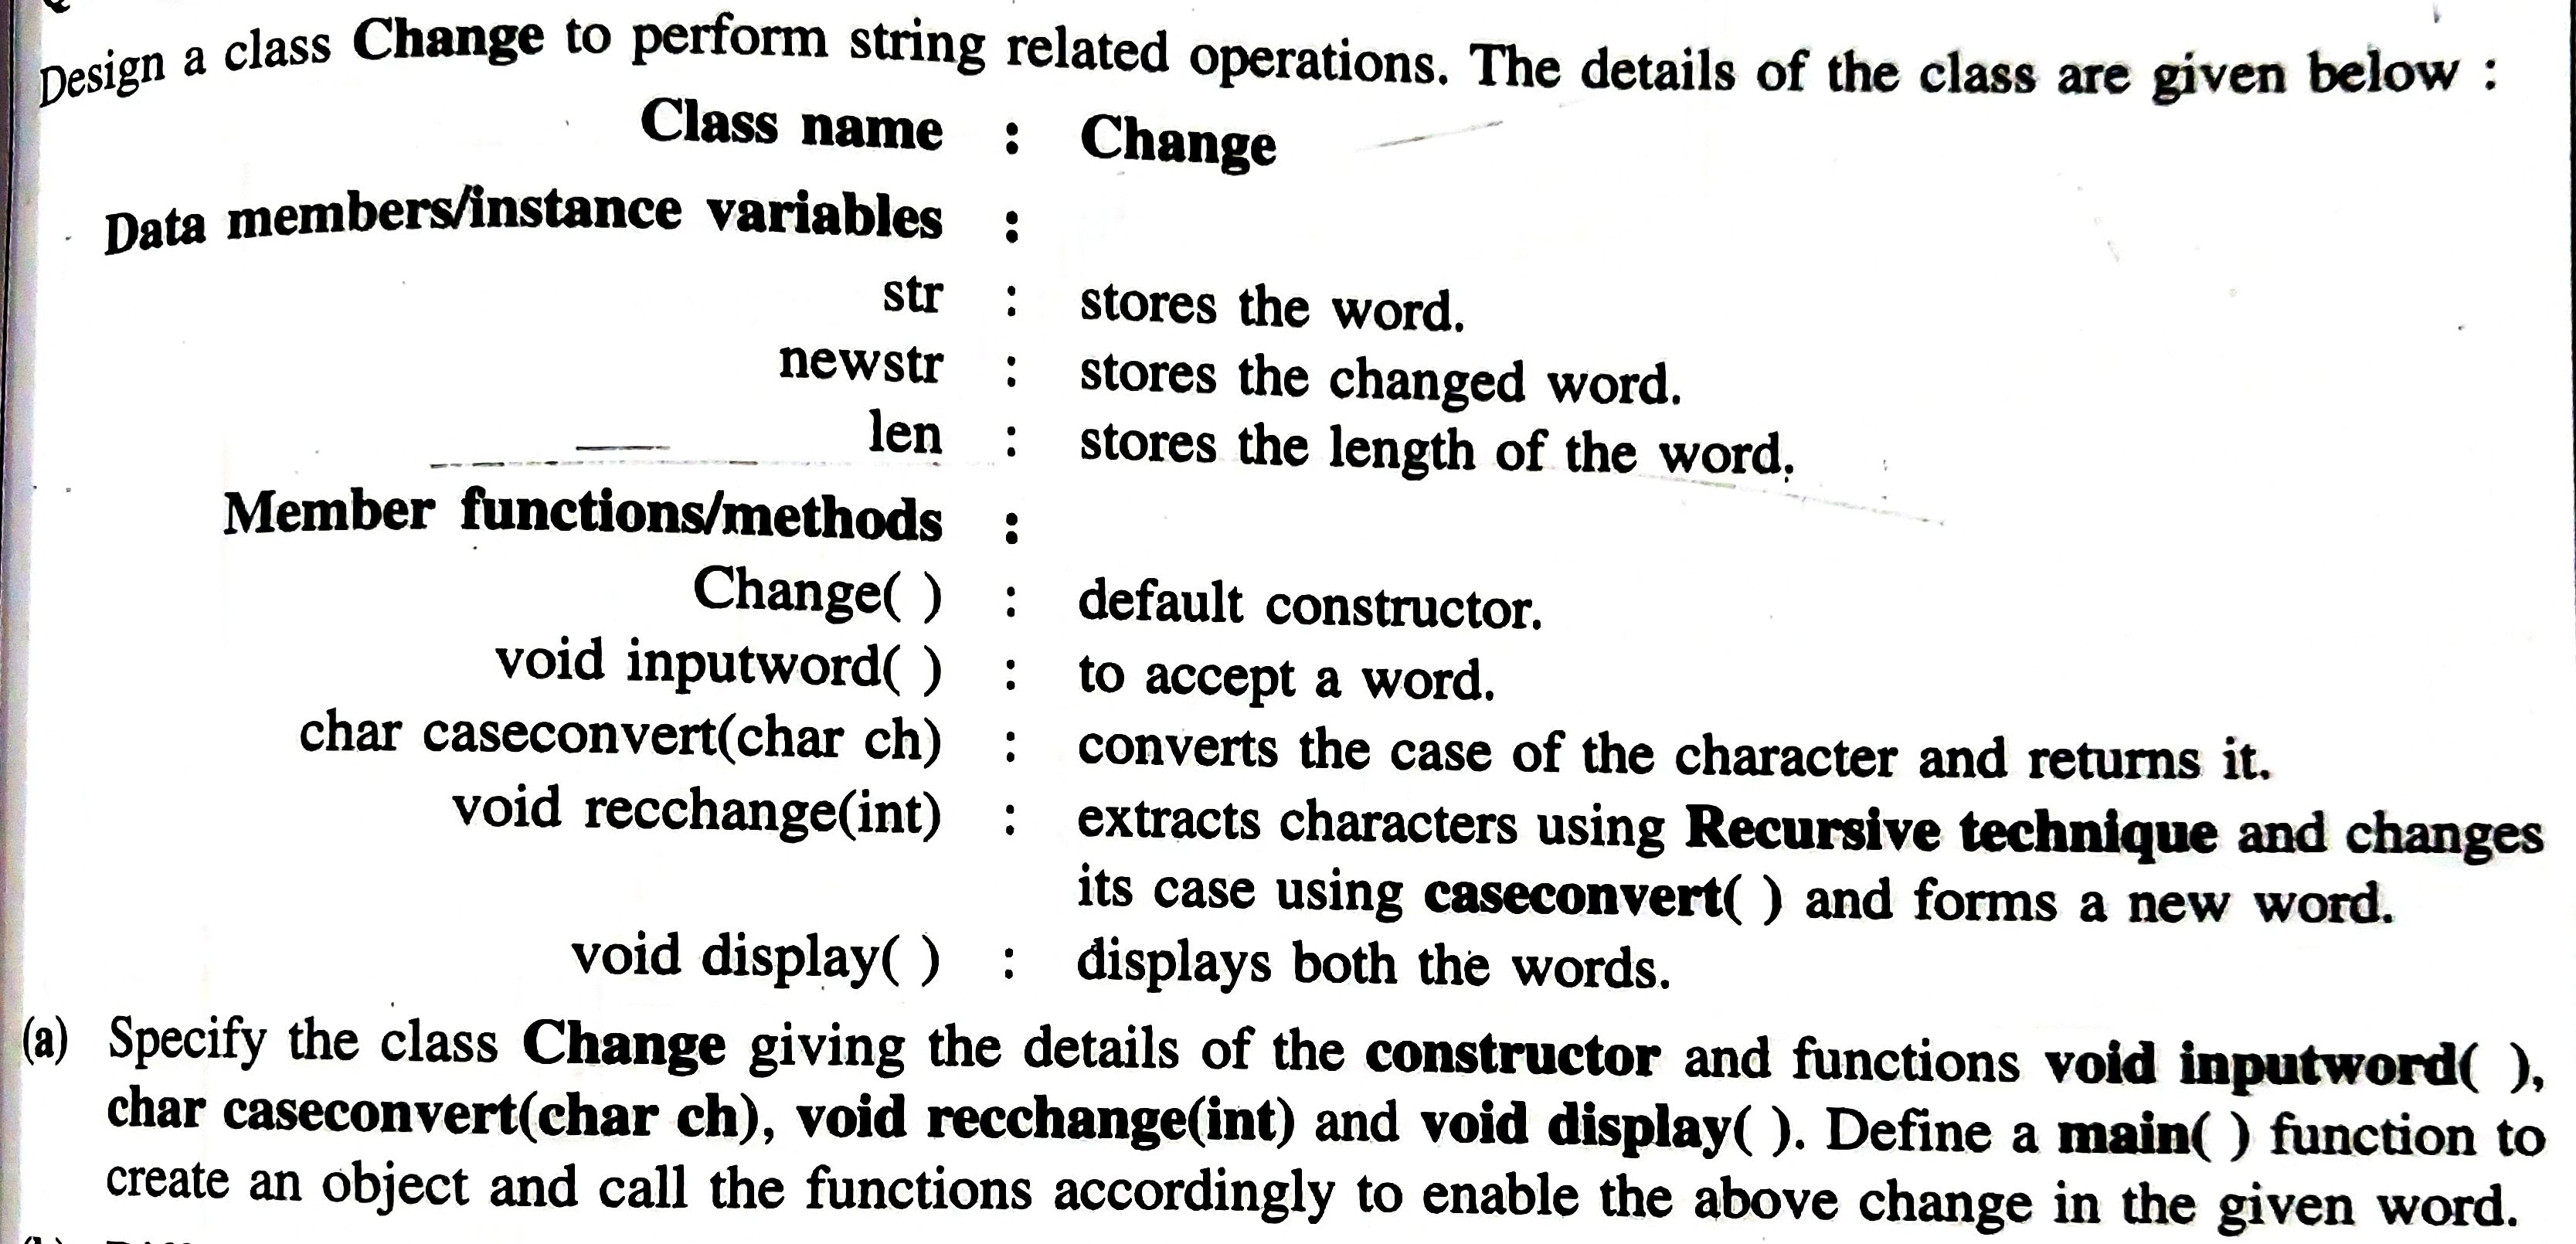 Design a class Change to perform string related operations. The details of the class are given below :
Class name : Change
Data members/instance variables :
str : stores the word.
newstr : stores the changed word.
len : stores the length of the word.
Member functions/methods :
Change( ) : default constructor.
void inputword( ) : to accept a word.
char caseconvert(char ch) : converts the case of the character and returns it.
void recchange(int) : extracts characters using Recursive technique and changes
its case using caseconvert( ) and forms a new word.
void display( ) : displays both the words.
(a) Specify the class Change giving the details of the constructor and functions void inputword( ),
char caseconvert(char ch), void recchange(int) and void display( ). Define a main( ) function to
create an object and call the functions accordingly to enable the above change in the given word.